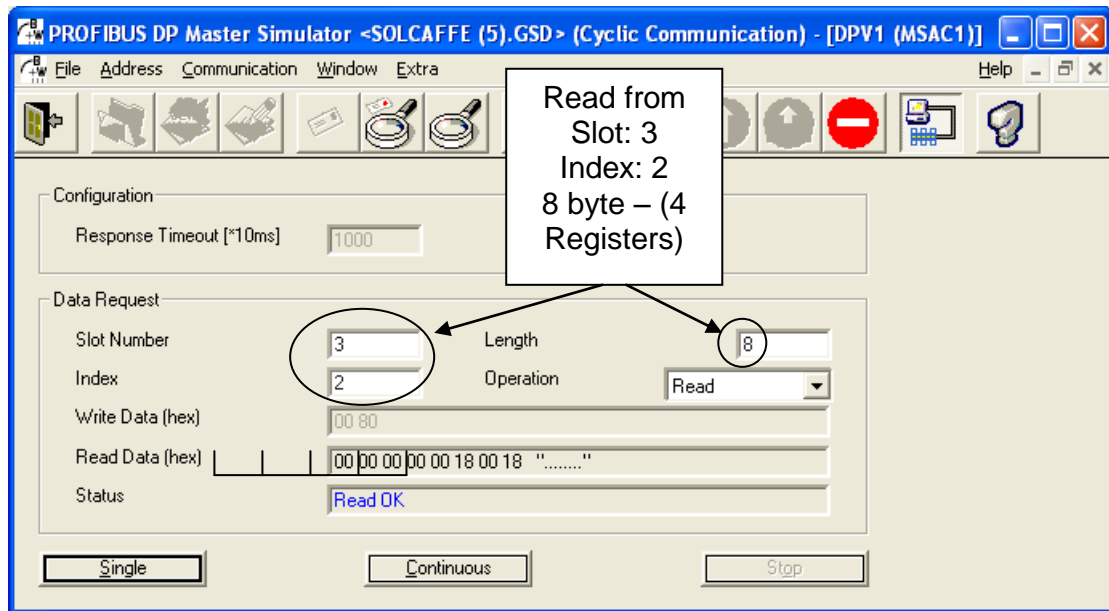 PROFIBUS DP Master Simulator <SOLCAFFE (5).GSD> (Cyclic Communication) - [DPV1 (MSAC1)]
File Address Communication Window Extra Help
Read from
Slot: 3
Index: 2
8 byte – (4
Registers)
Configuration
Response Timeout [*10ms] 1000
Data Request
Slot Number 3 Length 8
Index 2 Operation Read
Write Data (hex) 00 80
Read Data (hex) 00 00 00 00 00 18 00 18 "........"
Status Read OK
Single Continuous Stop